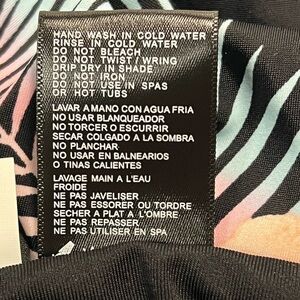 HAND WASH IN COLD WATER
RINSE IN COLD WATER
DO NOT BLEACH
DO NOT TWIST / WRING
DRIP DRY IN SHADE
DO NOT IRON
DO NOT USE IN SPAS
OR HOT TUBS
LAVAR A MANO CON AGUA FRIA
NO USAR BLANQUEADOR
NO TORCER O ESCURRIR
SECAR COLGADO A LA SOMBRA
NO PLANCHAR
NO USAR EN BALNEARIOS
O TINAS CALIENTES
LAVAGE MAIN A L'EAU
FROIDE
NE PAS JAVELISER
NE PAS ESSORER OU TORDRE
SECHER A PLAT A L'OMBRE
NE PAS REPASSER
NE PAS UTILISER EN SPA